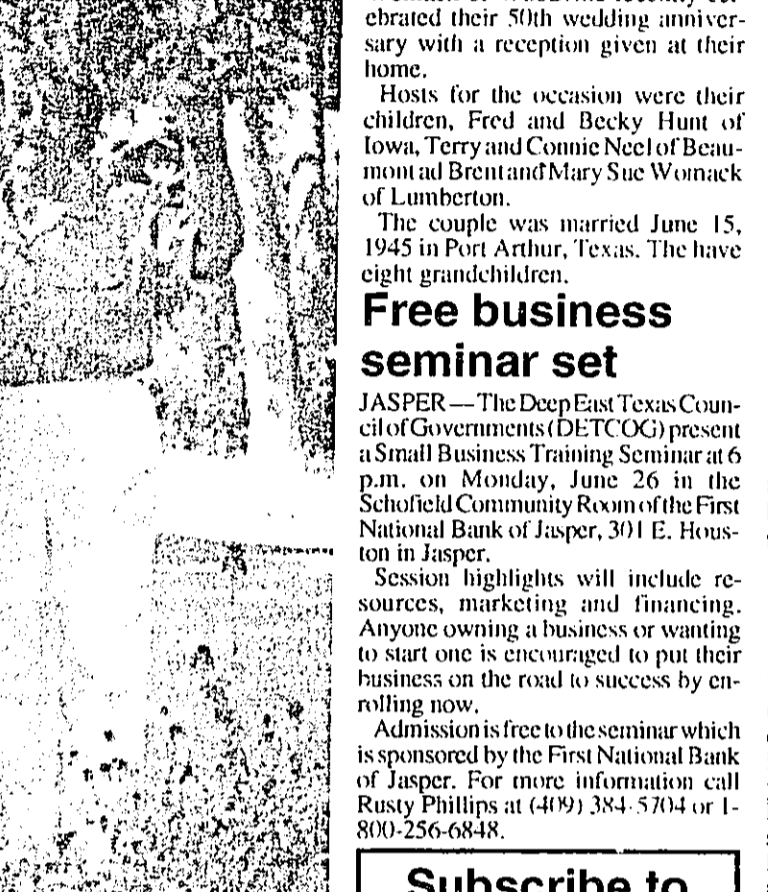 ebrated their 50th wedding anniver-
sary with a reception given at their
home.
Hosts for the occasion were their
children, Fred and Becky Hunt of
Iowa, Terry and Connie Neel of Beau-
mont ad Brent and Mary Sue Womack
of Lumberton.
The couple was married June 15,
1945 in Port Arthur, Texas. The have
eight grandchildren.
Free business
seminar set
JASPER — The Deep East Texas Coun-
cil of Governments (DETCOG) present
a Small Business Training Seminar at 6
p.m. on Monday, June 26 in the
Schofield Community Room of the First
National Bank of Jasper, 301 E. Hous-
ton in Jasper.
Session highlights will include re-
sources, marketing and financing.
Anyone owning a business or wanting
to start one is encouraged to put their
business on the road to success by en-
rolling now.
Admission is free to the seminar which
is sponsored by the First National Bank
of Jasper. For more information call
Rusty Phillips at (409) 384-5704 or 1-
800-256-6848.
Subscribe to